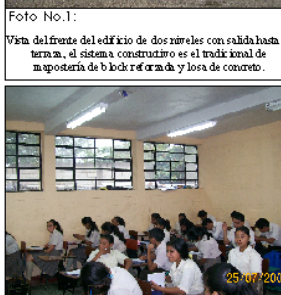 Foto No.1:
Vista del frente del edificio de dos niveles con salida hasta
terraza, el sistema constructivo es el tradicional de
mapostería de block reforzada y losa de concreto.
25/07/200